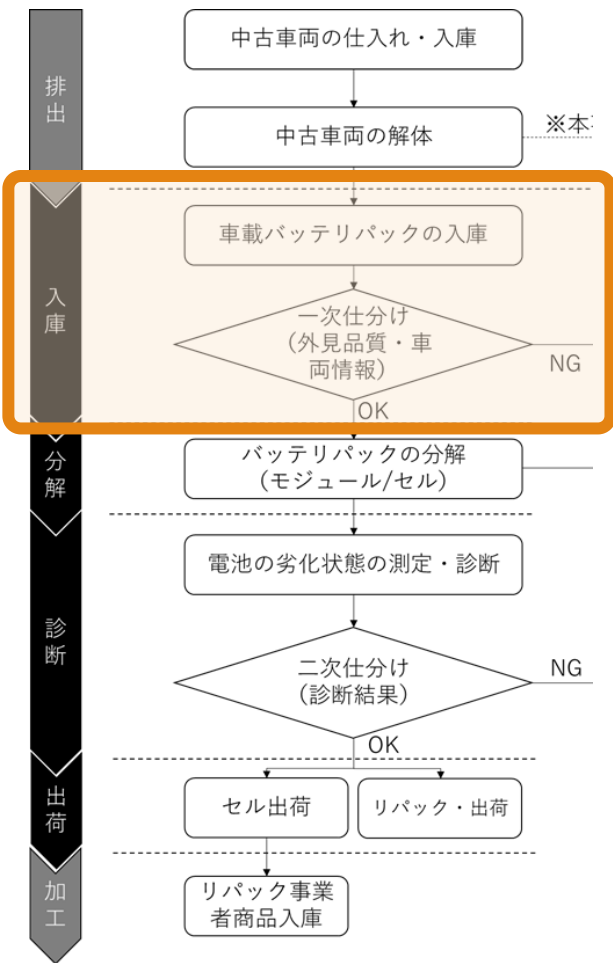 排出
中古車両の仕入れ・入庫
中古車両の解体
※本
入庫
車載バッテリパックの入庫
一次仕分け
(外見品質・車
両情報)
NG
OK
分解
バッテリパックの分解
(モジュール/セル)
診断
電池の劣化状態の測定・診断
二次仕分け
(診断結果)
NG
OK
出荷
セル出荷
リパック・出荷
加工
リパック事業
者商品入庫